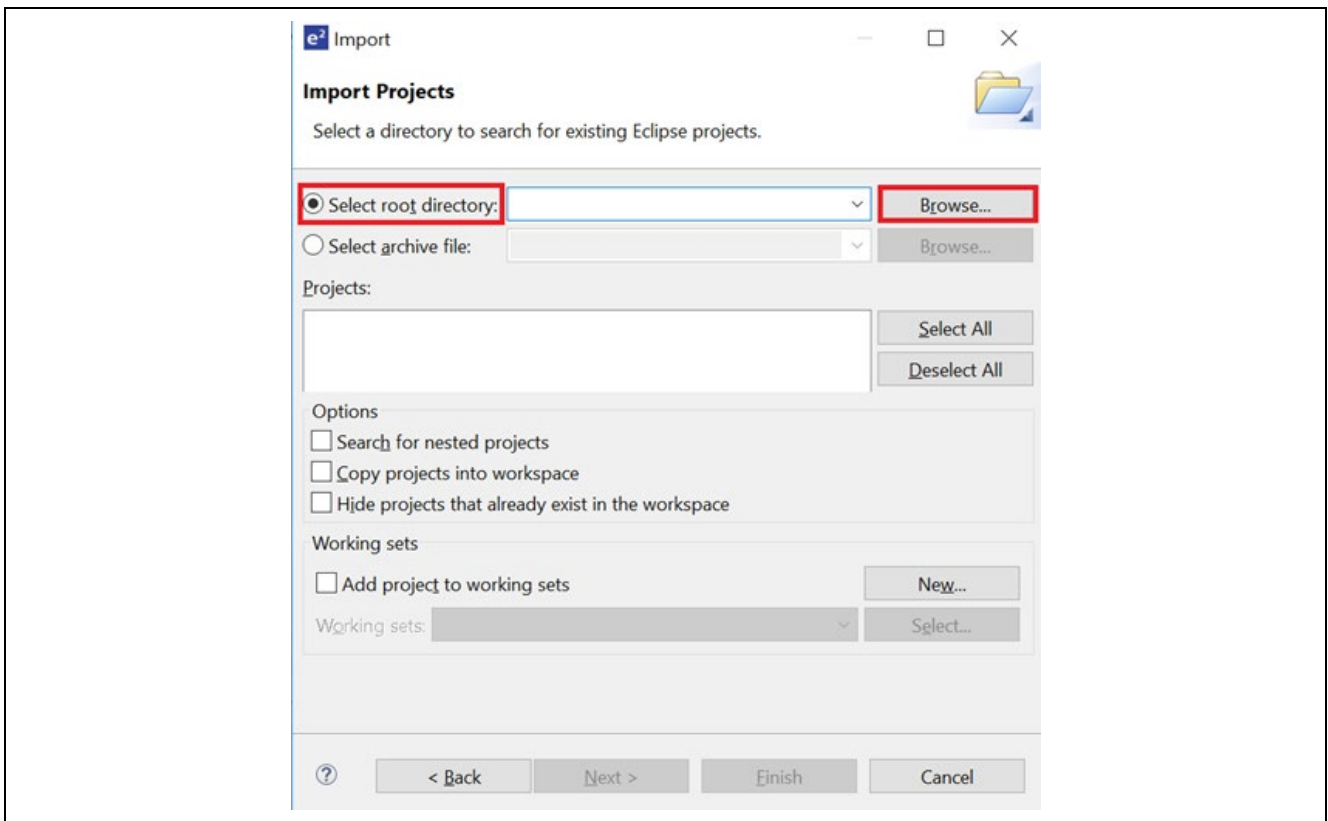 e² Import
Import Projects
Select a directory to search for existing Eclipse projects.
Select root directory: Browse...
Select archive file: Browse...
Projects:
Select All
Deselect All
Options
Search for nested projects
Copy projects into workspace
Hide projects that already exist in the workspace
Working sets
Add project to working sets New...
Working sets: Select...
? < Back Next > Finish Cancel